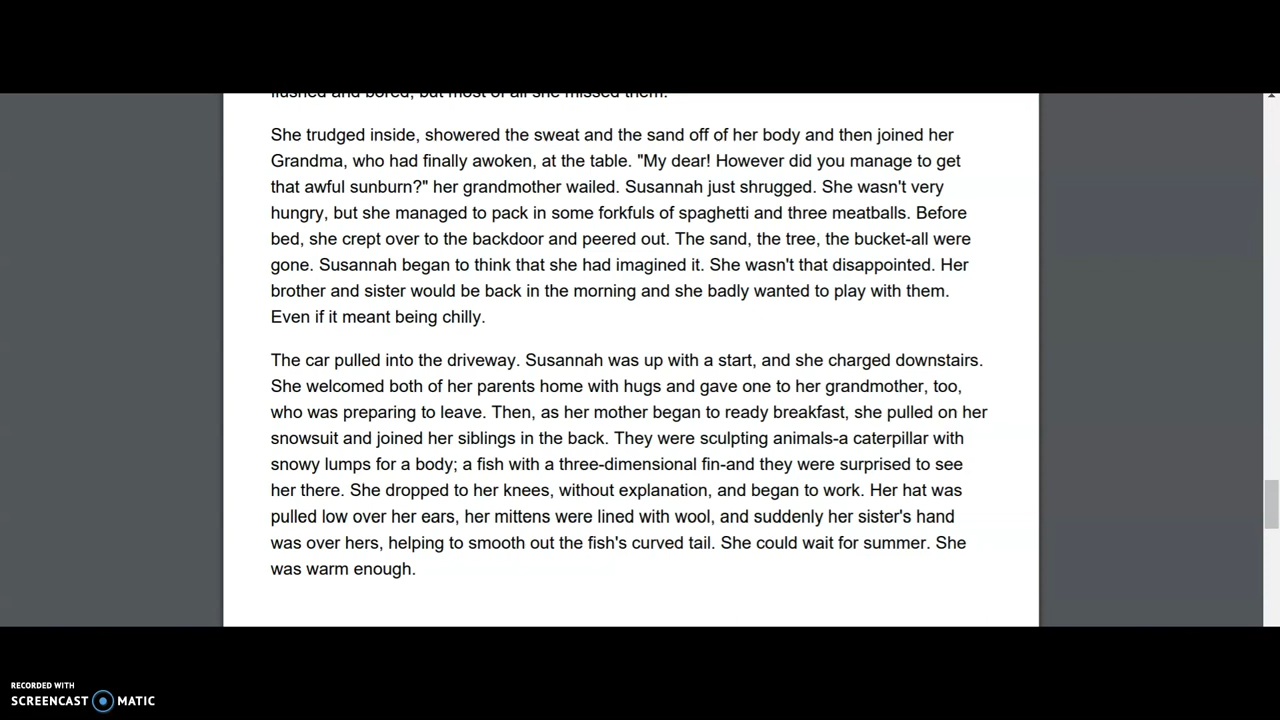 flushed and bored, but most of all she missed them.
She trudged inside, showered the sweat and the sand off of her body and then joined her
Grandma, who had finally awoken, at the table. "My dear! However did you manage to get
that awful sunburn?" her grandmother wailed. Susannah just shrugged. She wasn't very
hungry, but she managed to pack in some forkfuls of spaghetti and three meatballs. Before
bed, she crept over to the backdoor and peered out. The sand, the tree, the bucket-all were
gone. Susannah began to think that she had imagined it. She wasn't that disappointed. Her
brother and sister would be back in the morning and she badly wanted to play with them.
Even if it meant being chilly.
The car pulled into the driveway. Susannah was up with a start, and she charged downstairs.
She welcomed both of her parents home with hugs and gave one to her grandmother, too,
who was preparing to leave. Then, as her mother began to ready breakfast, she pulled on her
snowsuit and joined her siblings in the back. They were sculpting animals-a caterpillar with
snowy lumps for a body; a fish with a three-dimensional fin-and they were surprised to see
her there. She dropped to her knees, without explanation, and began to work. Her hat was
pulled low over her ears, her mittens were lined with wool, and suddenly her sister's hand
was over hers, helping to smooth out the fish's curved tail. She could wait for summer. She
was warm enough.
RECORDED WITH
SCREENCAST MATIC